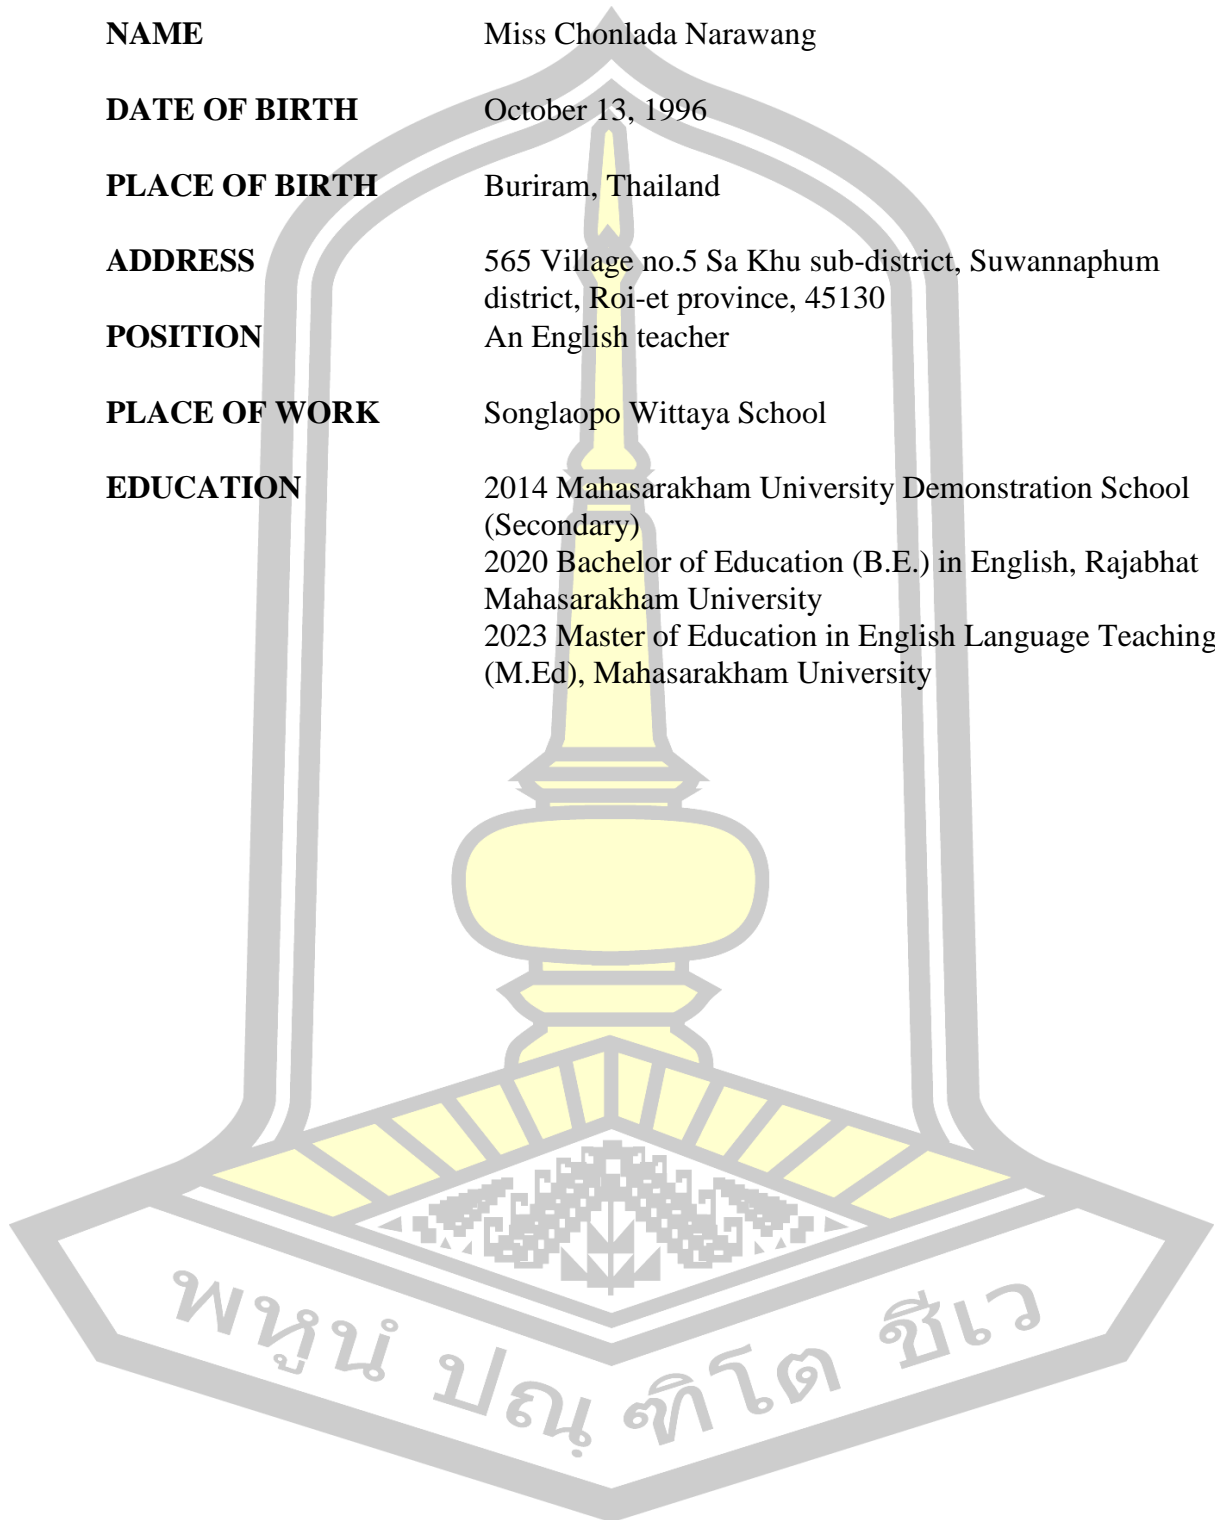 NAME Miss Chonlada Narawang
DATE OF BIRTH October 13, 1996
PLACE OF BIRTH Buriram, Thailand
ADDRESS 565 Village no.5 Sa Khu sub-district, Suwannaphum
district, Roi-et province, 45130
POSITION An English teacher
PLACE OF WORK Songlaopo Wittaya School
EDUCATION 2014 Mahasarakham University Demonstration School
(Secondary)
2020 Bachelor of Education (B.E.) in English, Rajabhat
Mahasarakham University
2023 Master of Education in English Language Teaching
(M.Ed), Mahasarakham University
พหูนํ ปณฺ ฑิโต ชีเว